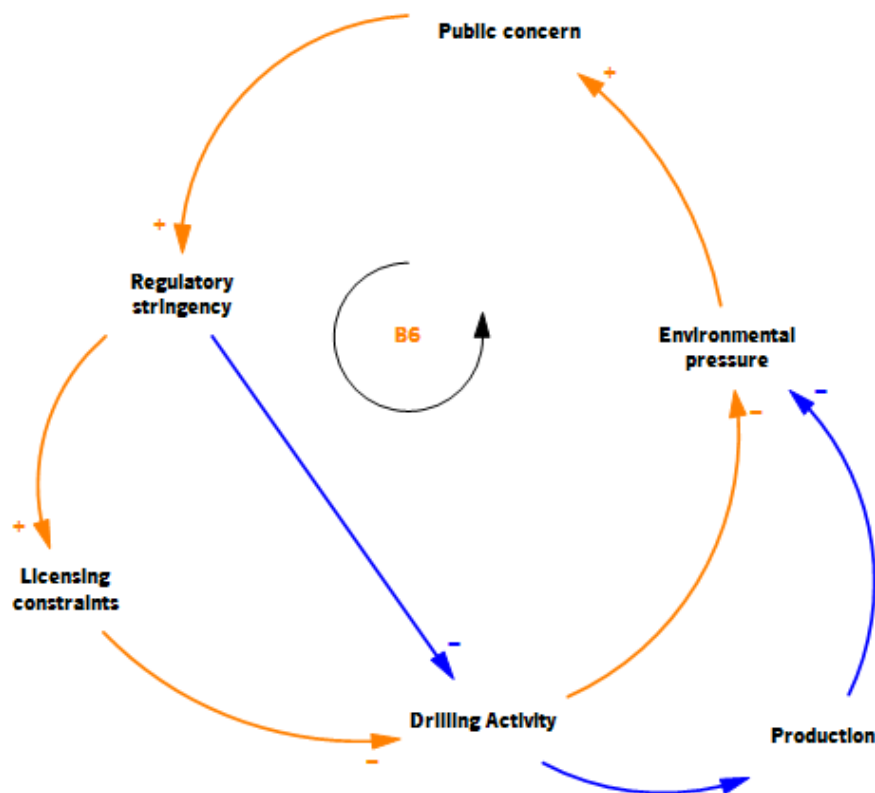 Public concern
+
+
Regulatory
stringency
B6
Environmental
pressure
–
–
+
Licensing
constraints
–
Drilling Activity
–
Production